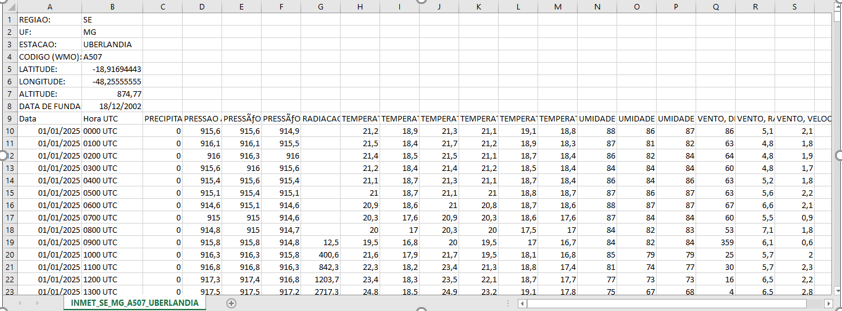 A B C D E F G H I J K L M N O P Q R S
1 REGIAO: SE
2 UF: MG
3 ESTACAO: UBERLANDIA
4 CODIGO (WMO): A507
5 LATITUDE: -18,91694443
6 LONGITUDE: -48,25555555
7 ALTITUDE: 874,77
8 DATA DE FUNDA 18/12/2002
9 Data Hora UTC PRECIPITA PRESSAO PRESSÃƒO PRESSÃƒO RADIACAO TEMPERAT TEMPERAT TEMPERAT TEMPERAT TEMPERAT TEMPERAT UMIDADE UMIDADE UMIDADE VENTO, DI VENTO, RA VENTO, VELOC
10 01/01/2025 0000 UTC 0 915,6 915,6 914,9 21,2 18,9 21,3 21,1 19,1 18,8 88 86 87 86 5,1 2,1
11 01/01/2025 0100 UTC 0 916,1 916,1 915,5 21,5 18,4 21,7 21,2 18,9 18,3 87 81 82 63 4,8 1,8
12 01/01/2025 0200 UTC 0 916 916,3 916 21,4 18,5 21,5 21,1 18,7 18,4 86 82 84 64 4,8 1,9
13 01/01/2025 0300 UTC 0 915,6 916 915,6 21,2 18,4 21,4 21,2 18,5 18,4 84 84 84 60 4,8 1,7
14 01/01/2025 0400 UTC 0 915,4 915,6 915,4 21,1 18,7 21,3 21,1 18,7 18,4 86 84 86 63 5,2 1,8
15 01/01/2025 0500 UTC 0 915,1 915,4 915,1 21 18,7 21,1 21 18,8 18,7 87 86 87 63 5,6 2,2
16 01/01/2025 0600 UTC 0 914,6 915,1 914,6 20,9 18,6 21 20,8 18,7 18,6 88 87 87 67 6,6 2,1
17 01/01/2025 0700 UTC 0 915 915 914,6 20,3 17,6 20,9 20,3 18,6 17,6 87 84 84 60 5,5 0,9
18 01/01/2025 0800 UTC 0 914,8 915 914,7 20 17 20,3 20 17,5 17 84 82 83 53 7,1 1,8
19 01/01/2025 0900 UTC 0 915,8 915,8 914,8 12,5 19,5 16,8 20 19,5 17 16,7 84 82 84 359 6,1 0,6
20 01/01/2025 1000 UTC 0 916,3 916,3 915,8 400,6 21,6 17,9 21,7 19,5 18,1 16,8 85 79 79 25 5,7 2
21 01/01/2025 1100 UTC 0 916,8 916,8 916,3 842,3 22,3 18,2 23,4 21,3 18,8 17,4 81 74 77 30 5,7 2,3
22 01/01/2025 1200 UTC 0 917,3 917,4 916,8 1203,7 23,4 18,3 23,5 22,1 18,7 17,7 77 73 73 16 6,5 2,2
23 01/01/2025 1300 UTC 0 917,5 917,5 917,2 2717,3 24,8 18,5 24,9 23,2 19,1 17,8 75 67 68 4 6,5 2,8
INMET_SE_MG_A507_UBERLANDIA